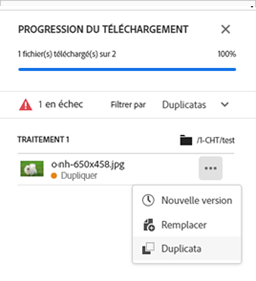 PROGRESSION DU TÉLÉCHARGEMENT
1 fichier(s) téléchargé(s) sur 2 100%
1 en échec Filtrer par Duplicatas
TRAITEMENT 1 /1-CHT/test
o-nh-650x458.jpg
Dupliquer
Nouvelle version
Remplacer
Duplicata